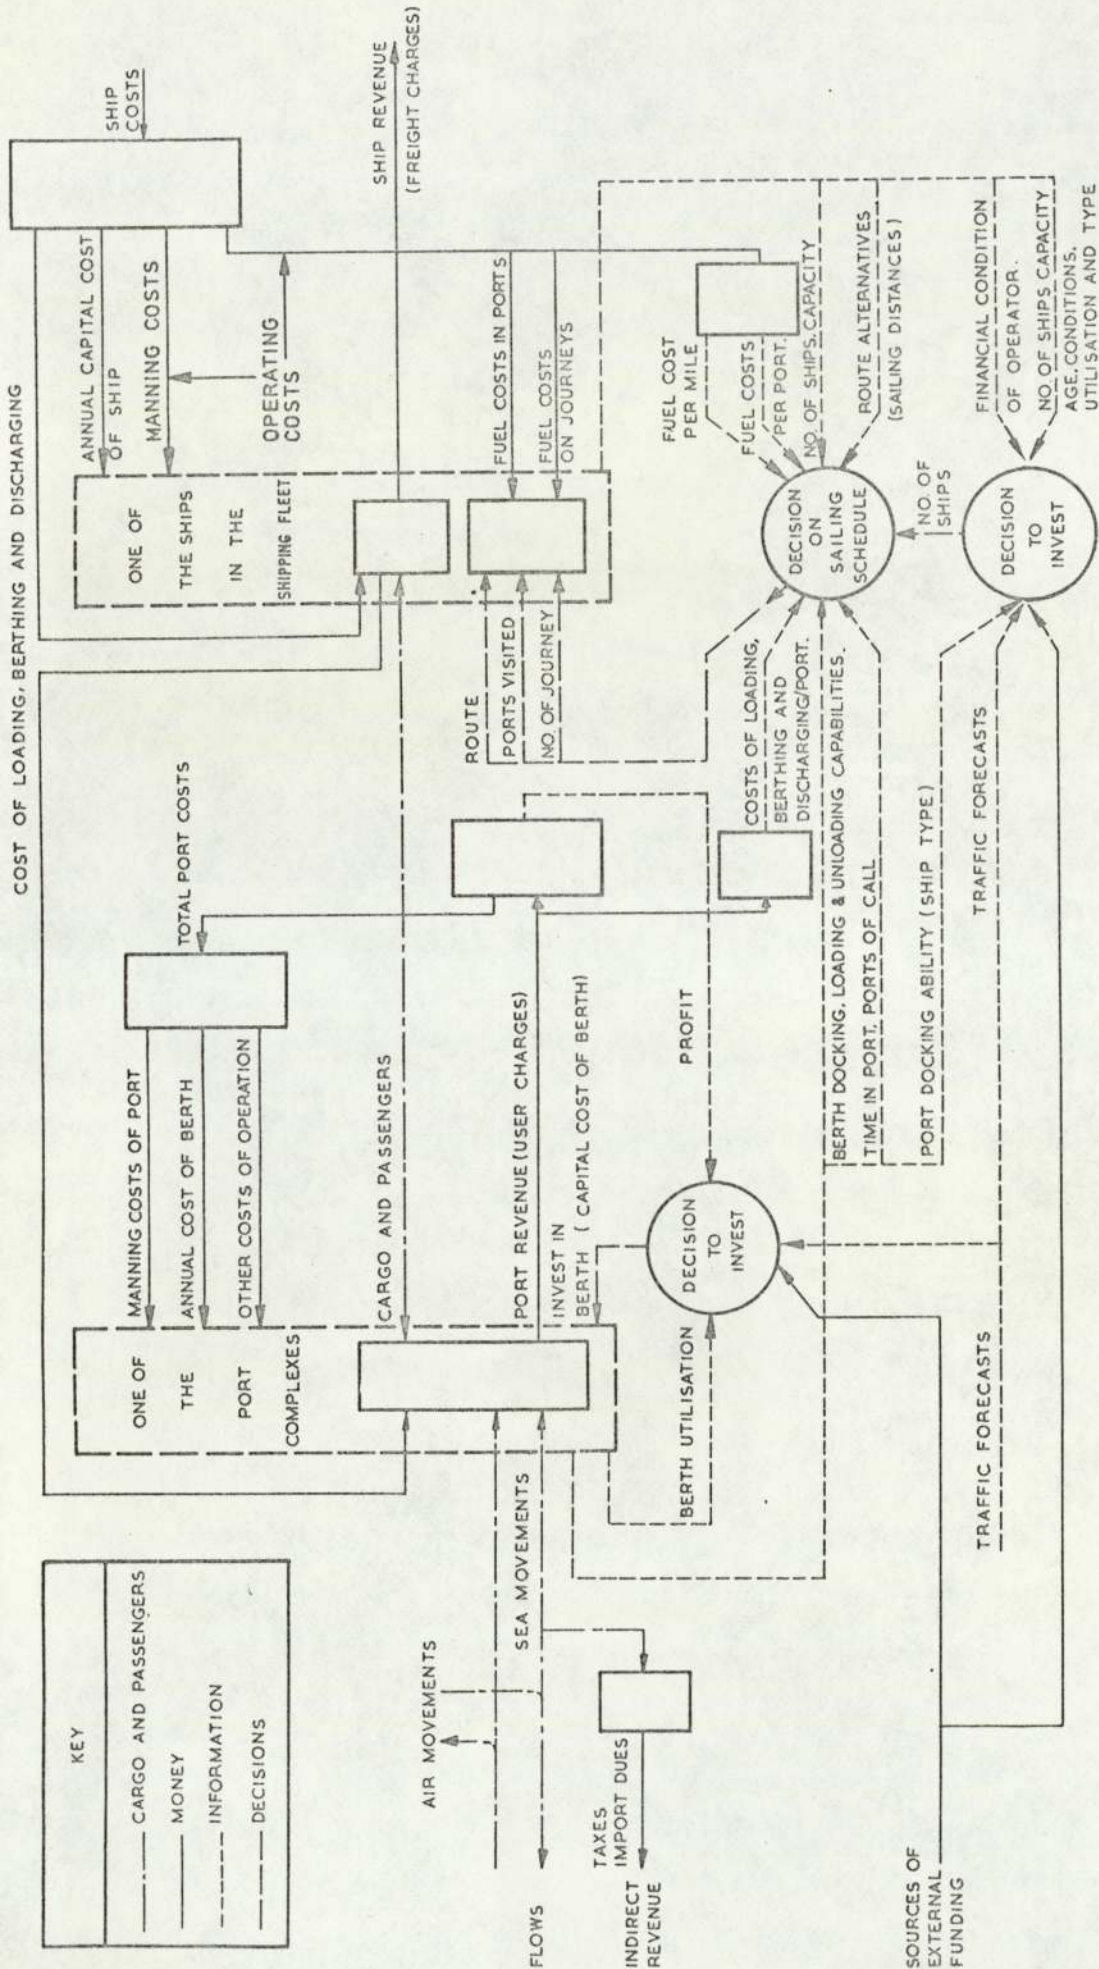 COST OF LOADING, BERTHING AND DISCHARGING
KEY
CARGO AND PASSENGERS
MONEY
INFORMATION
DECISIONS
ONE OF
THE
PORT
COMPLEXES
MANNING COSTS OF PORT
ANNUAL COST OF BERTH
OTHER COSTS OF OPERATION
TOTAL PORT COSTS
ONE OF
THE SHIPS
IN THE
SHIPPING FLEET
ANNUAL CAPITAL COST
OF SHIP
MANNING COSTS
OPERATING
COSTS
SHIP
COSTS
SHIP REVENUE
(FREIGHT CHARGES)
CARGO AND PASSENGERS
AIR MOVEMENTS
SEA MOVEMENTS
FLOWS
TAXES
IMPORT DUES
INDIRECT
REVENUE
PORT REVENUE (USER CHARGES)
INVEST IN
BERTH ( CAPITAL COST OF BERTH)
ROUTE
PORTS VISITED
NO. OF JOURNEY
FUEL COSTS IN PORTS
FUEL COSTS
ON JOURNEYS
BERTH UTILISATION
DECISION
TO
INVEST
PROFIT
COSTS OF LOADING,
BERTHING AND
DISCHARGING/PORT.
DECISION
ON
SAILING
SCHEDULE
FUEL COST
PER MILE
FUEL COSTS
PER PORT.
NO. OF SHIPS, CAPACITY
ROUTE ALTERNATIVES
(SAILING DISTANCES)
BERTH DOCKING, LOADING & UNLOADING CAPABILITIES.
TIME IN PORT, PORTS OF CALL
PORT DOCKING ABILITY ( SHIP TYPE )
NO. OF
SHIPS
FINANCIAL CONDITION
OF OPERATOR.
NO. OF SHIPS CAPACITY
AGE, CONDITIONS,
UTILISATION AND TYPE
DECISION
TO
INVEST
TRAFFIC FORECASTS
TRAFFIC FORECASTS
SOURCES OF
EXTERNAL
FUNDING